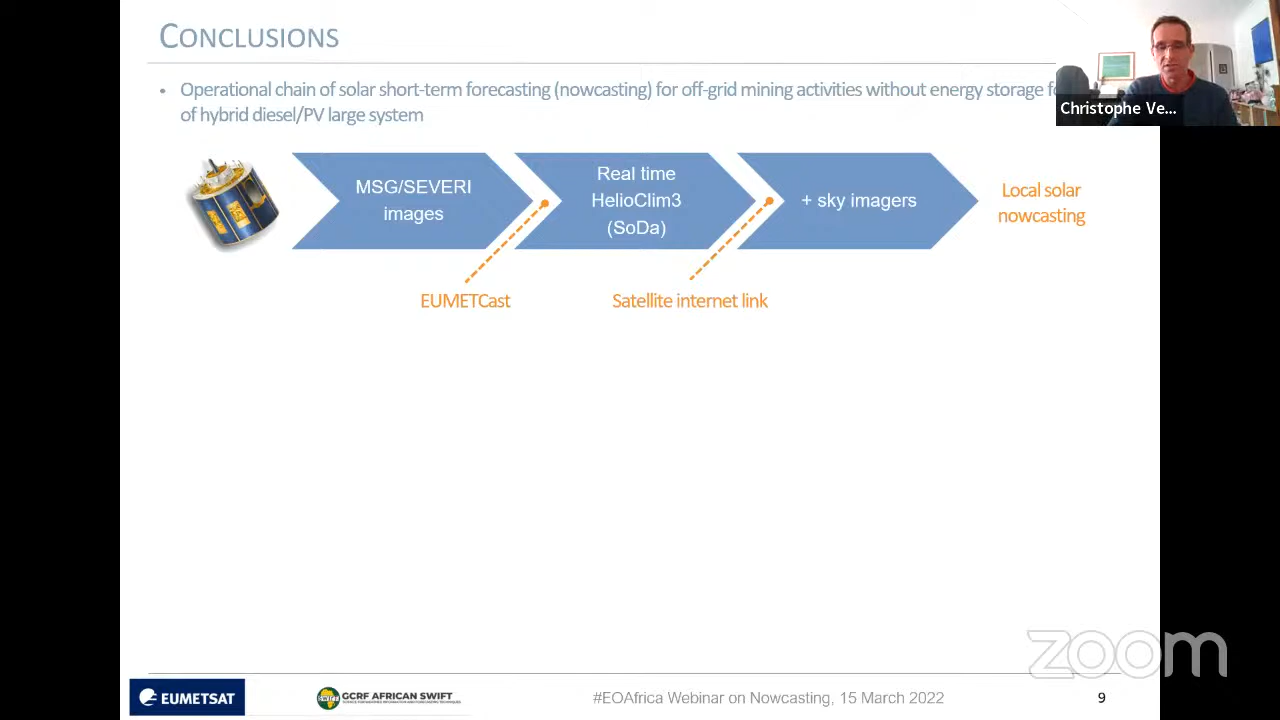 CONCLUSIONS
• Operational chain of solar short-term forecasting (nowcasting) for off-grid mining activities without energy storage
of hybrid diesel/PV large system
Christophe Ve...
MSG/SEVERI
images
Real time
HelioClim3
(SoDa)
+ sky imagers
Local solar
nowcasting
EUMETCast
Satellite internet link
zoom
EUMETSAT
GCRF AFRICAN SWIFT
#EOAfrica Webinar on Nowcasting, 15 March 2022
9